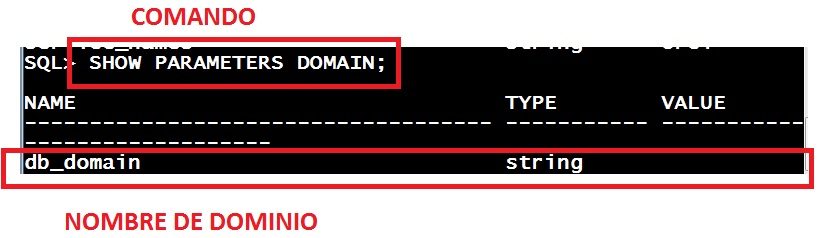 COMANDO
SQL> SHOW PARAMETERS DOMAIN;
NAME TYPE VALUE
------------------------------------ ----------- -----------
-------------------
db_domain string
NOMBRE DE DOMINIO